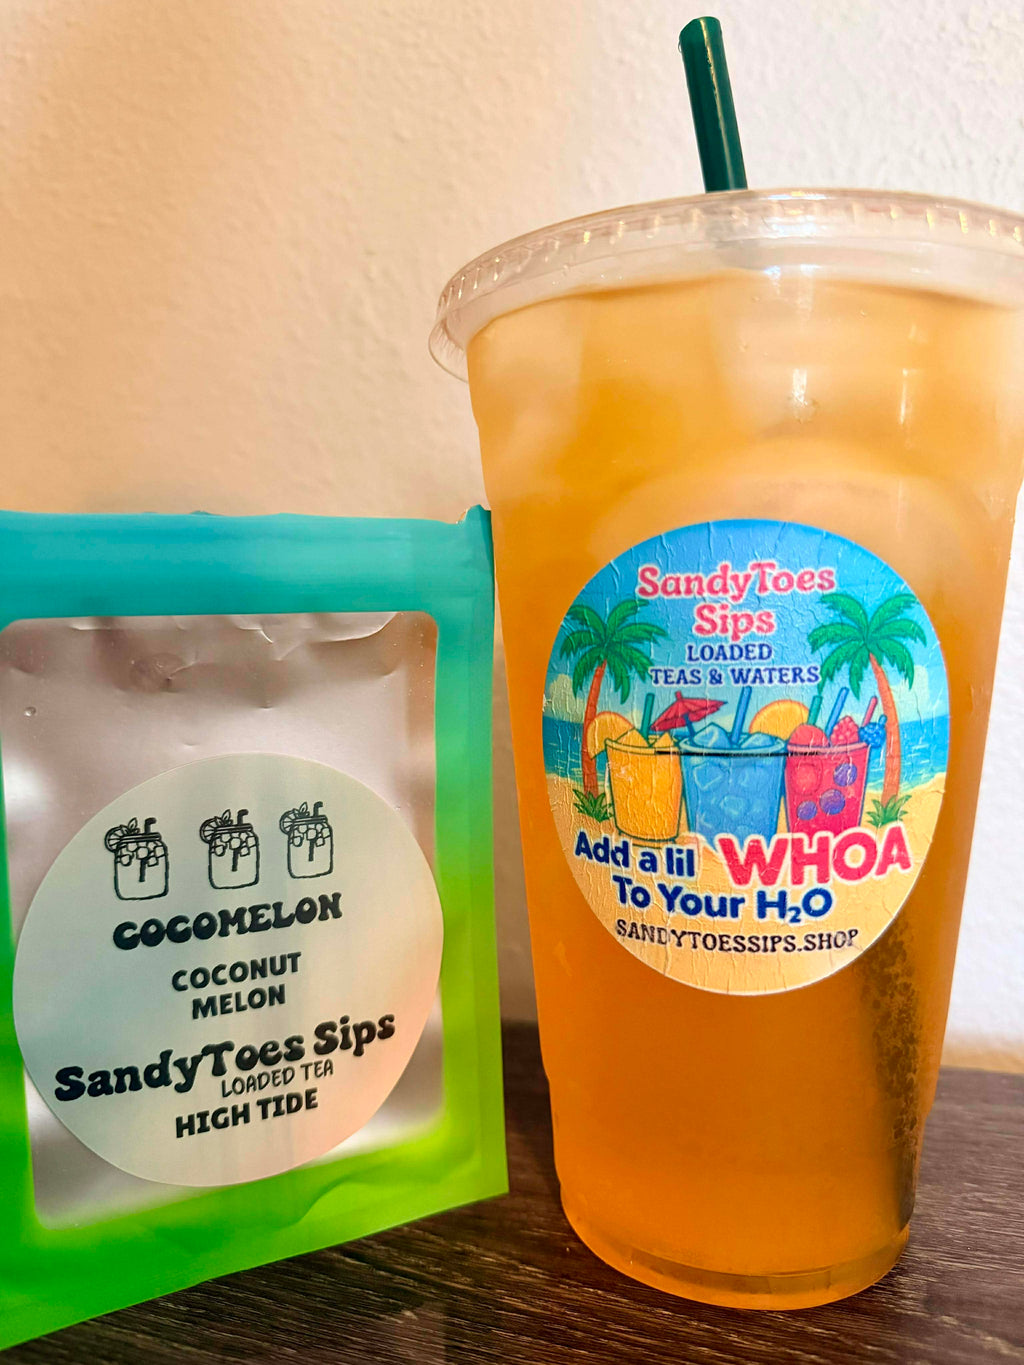 COCOMELON
COCONUT
MELON
SandyToes Sips
LOADED TEA
HIGH TIDE
SandyToes
Sips
LOADED
TEAS & WATERS
Add a lil WHOA
To Your H₂O
SANDYTOESSIPS.SHOP